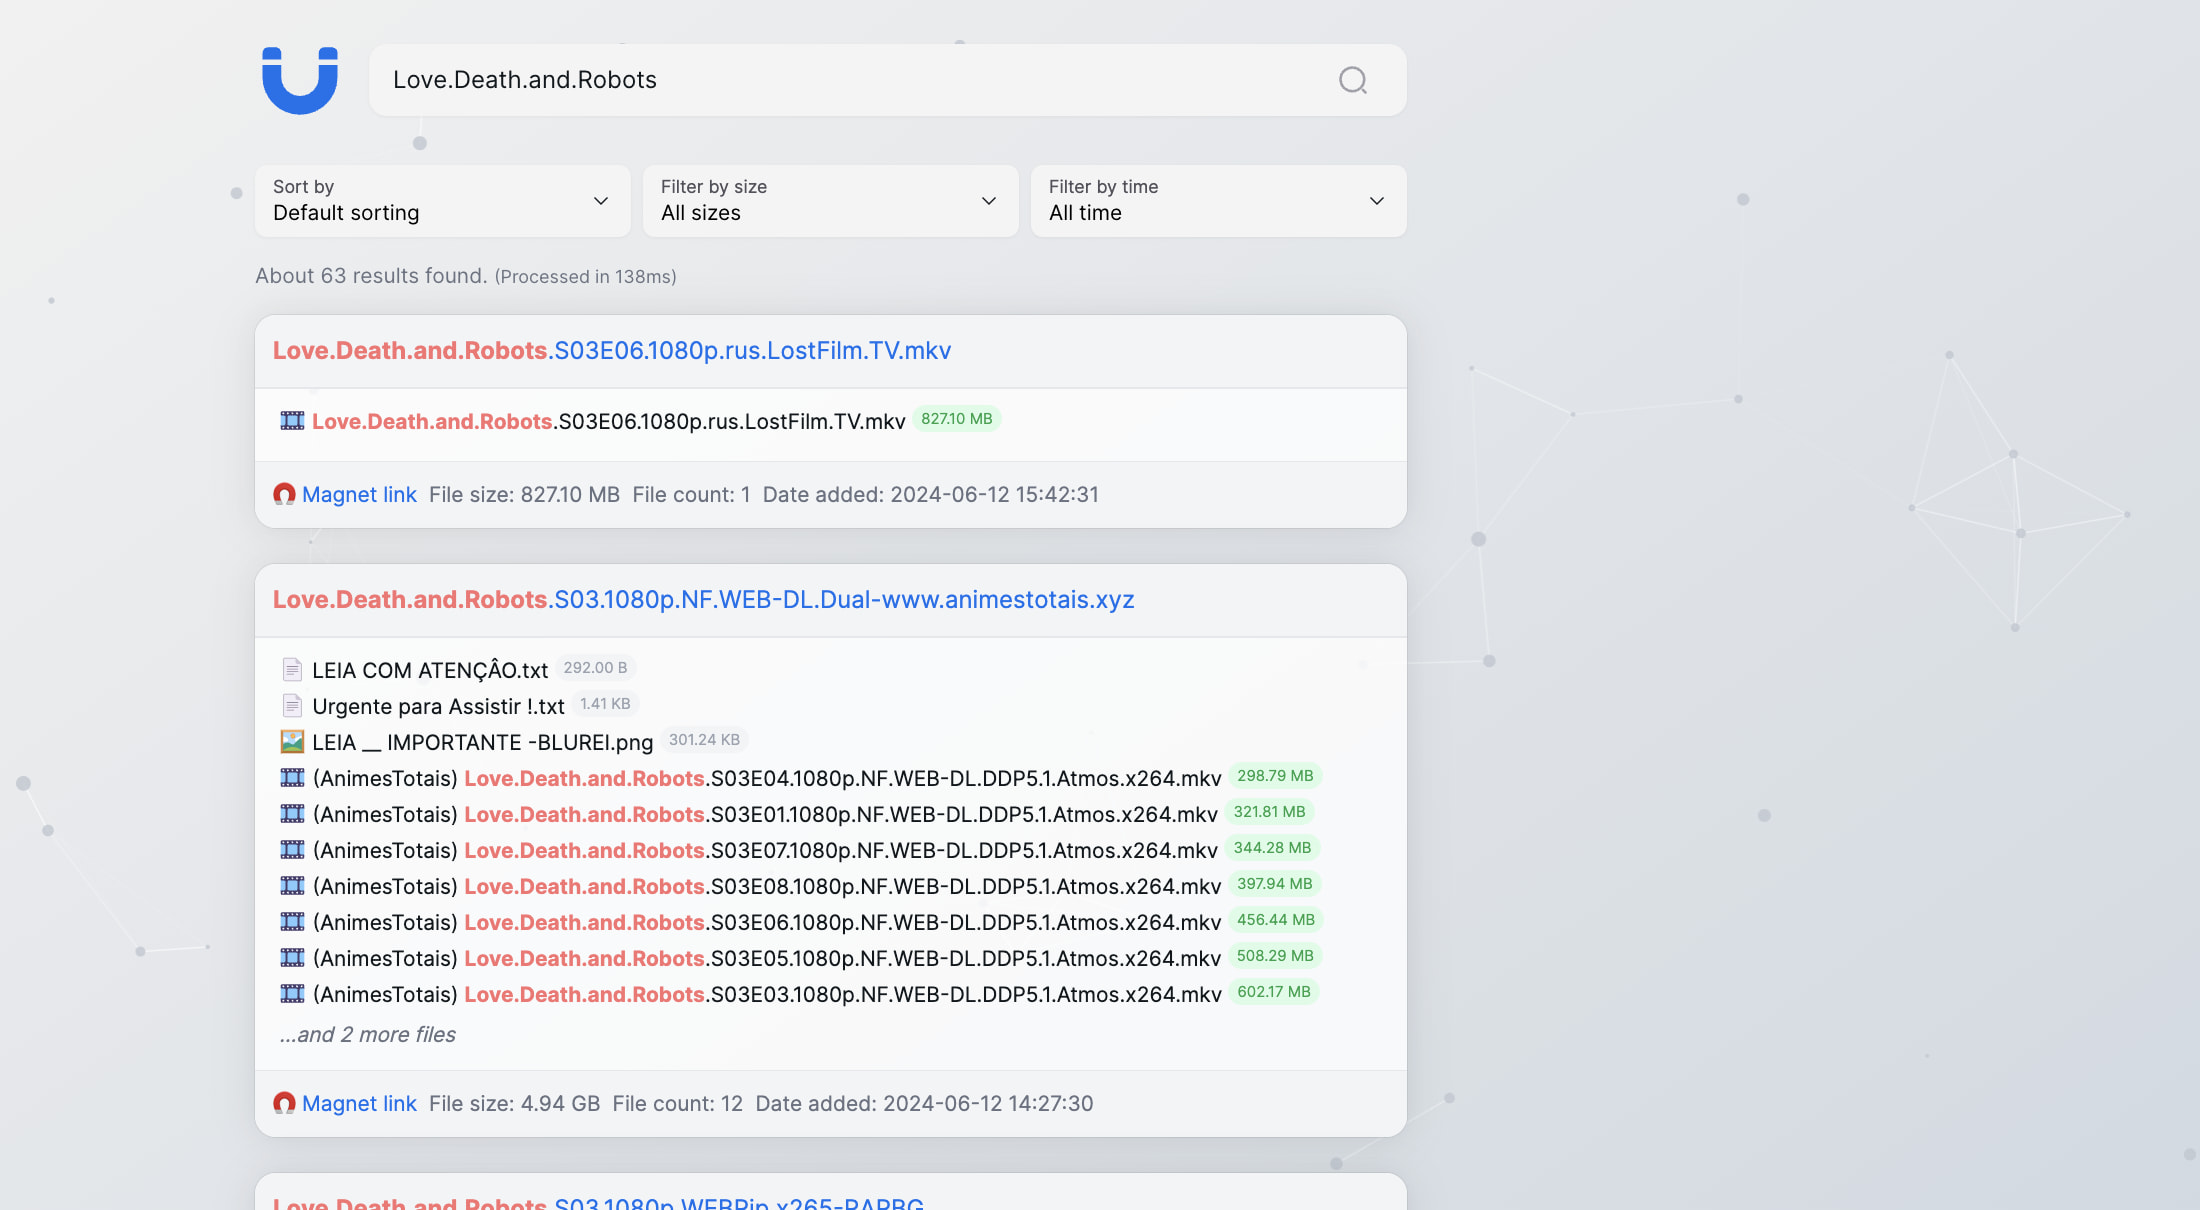 Love.Death.and.Robots
Sort by
Default sorting
Filter by size
All sizes
Filter by time
All time
About 63 results found. (Processed in 138ms)
Love.Death.and.Robots.S03E06.1080p.rus.LostFilm.TV.mkv
Love.Death.and.Robots.S03E06.1080p.rus.LostFilm.TV.mkv 827.10 MB
Magnet link File size: 827.10 MB File count: 1 Date added: 2024-06-12 15:42:31
Love.Death.and.Robots.S03.1080p.NF.WEB-DL.Dual-www.animestotais.xyz
LEIA COM ATENÇÂO.txt 292.00 B
Urgente para Assistir !.txt 1.41 KB
LEIA __ IMPORTANTE -BLUREI.png 301.24 KB
(AnimesTotais) Love.Death.and.Robots.S03E04.1080p.NF.WEB-DL.DDP5.1.Atmos.x264.mkv 298.79 MB
(AnimesTotais) Love.Death.and.Robots.S03E01.1080p.NF.WEB-DL.DDP5.1.Atmos.x264.mkv 321.81 MB
(AnimesTotais) Love.Death.and.Robots.S03E07.1080p.NF.WEB-DL.DDP5.1.Atmos.x264.mkv 344.28 MB
(AnimesTotais) Love.Death.and.Robots.S03E08.1080p.NF.WEB-DL.DDP5.1.Atmos.x264.mkv 397.94 MB
(AnimesTotais) Love.Death.and.Robots.S03E06.1080p.NF.WEB-DL.DDP5.1.Atmos.x264.mkv 456.44 MB
(AnimesTotais) Love.Death.and.Robots.S03E05.1080p.NF.WEB-DL.DDP5.1.Atmos.x264.mkv 508.29 MB
(AnimesTotais) Love.Death.and.Robots.S03E03.1080p.NF.WEB-DL.DDP5.1.Atmos.x264.mkv 602.17 MB
...and 2 more files
Magnet link File size: 4.94 GB File count: 12 Date added: 2024-06-12 14:27:30
Love.Death.and.Robots.S03.1080p.WEBRip.x265-RARBG